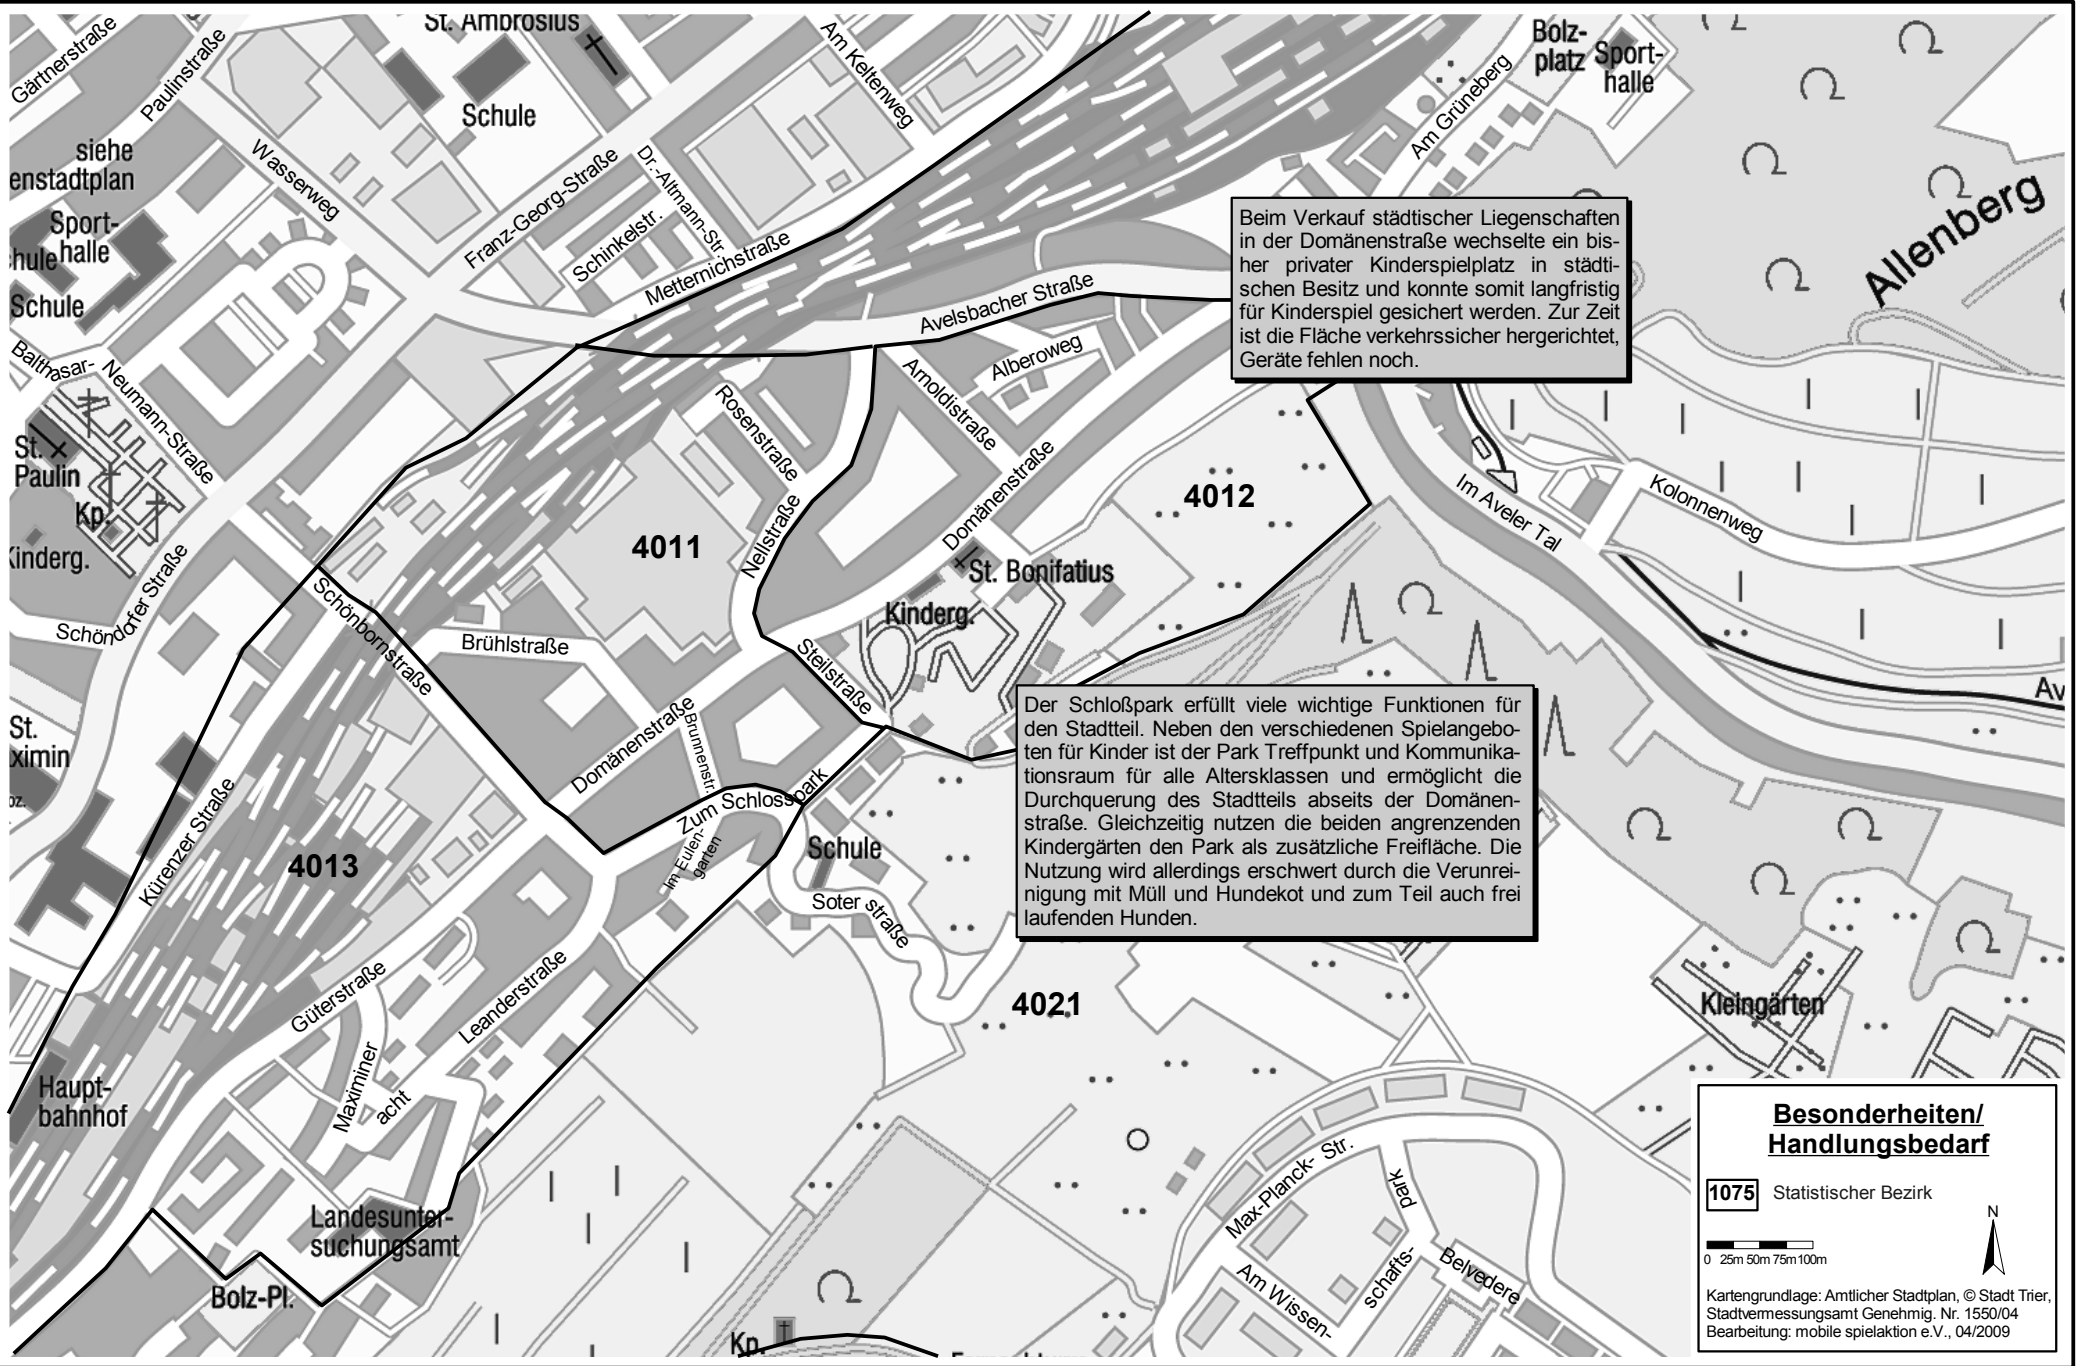 Gärtnerstraße
Paulinstraße
St. Ambrosius
Schule
Am Keltenweg
Bolz-
platz
Sport-
halle
Am Grüneberg
siehe
enstadtplan
Sport-
halle
hule
Schule
Wasserweg
Franz-Georg-Straße
Dr.-Altmann-Str.
Schinkelstr.
Metternichstraße
Allenberg
Beim Verkauf städtischer Liegenschaften
in der Domänenstraße wechselte ein bis-
her privater Kinderspielplatz in städti-
schen Besitz und konnte somit langfristig
für Kinderspiel gesichert werden. Zur Zeit
ist die Fläche verkehrssicher hergerichtet,
Geräte fehlen noch.
Avelsbacher Straße
Alberoweg
Arnoldistraße
Rosenstraße
Balthasar-
Neumann-Straße
St.
Paulin
Kp.
Kinderg.
Schöndorfer Straße
4011
Nellstraße
Domänenstraße
4012
Im Aveler Tal
Kolonnenweg
St. Bonifatius
Kinderg.
Schönbornstraße
Brühlstraße
Steilstraße
Domänenstraße
Brunnenstr.
Zum Schlosspark
Av
St.
ximin
oz.
Kürenzer Straße
4013
Im Eulen-
garten
Schule
Soter straße
Der Schloßpark erfüllt viele wichtige Funktionen für
den Stadtteil. Neben den verschiedenen Spielangebo-
ten für Kinder ist der Park Treffpunkt und Kommunika-
tionsraum für alle Altersklassen und ermöglicht die
Durchquerung des Stadtteils abseits der Domänen-
straße. Gleichzeitig nutzen die beiden angrenzenden
Kindergärten den Park als zusätzliche Freifläche. Die
Nutzung wird allerdings erschwert durch die Verunrei-
nigung mit Müll und Hundekot und zum Teil auch frei
laufenden Hunden.
4021
Kleingärten
Güterstraße
Leanderstraße
Maximiner
acht
Haupt-
bahnhof
Landesunter-
suchungsamt
Bolz-Pl.
Kp.
Max-Planck- Str.
park
schafts-
Am Wissen-
Belvedere
Besonderheiten/
Handlungsbedarf
1075 Statistischer Bezirk
N
0 25m 50m 75m 100m
Kartengrundlage: Amtlicher Stadtplan, © Stadt Trier,
Stadtvermessungsamt Genehmig. Nr. 1550/04
Bearbeitung: mobile spielaktion e.V., 04/2009